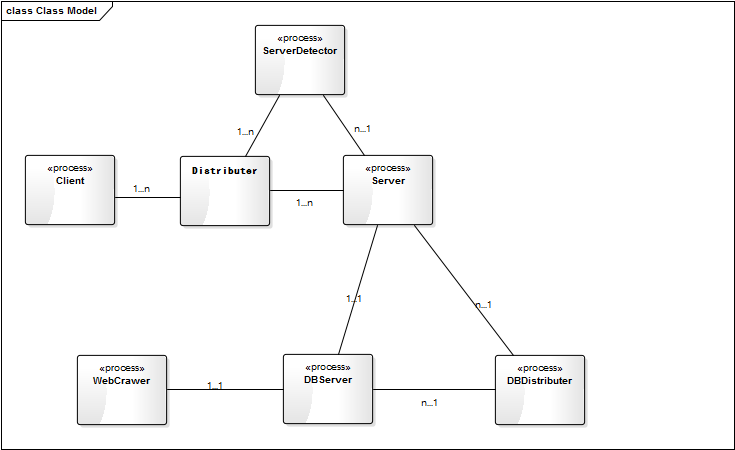 class Class Model
«process»
ServerDetector
1...n
n...1
«process»
Client
1...n
Distributer
1...n
«process»
Server
1...1
n...1
«process»
WebCrawer
1...1
«process»
DBServer
n...1
«process»
DBDistributer